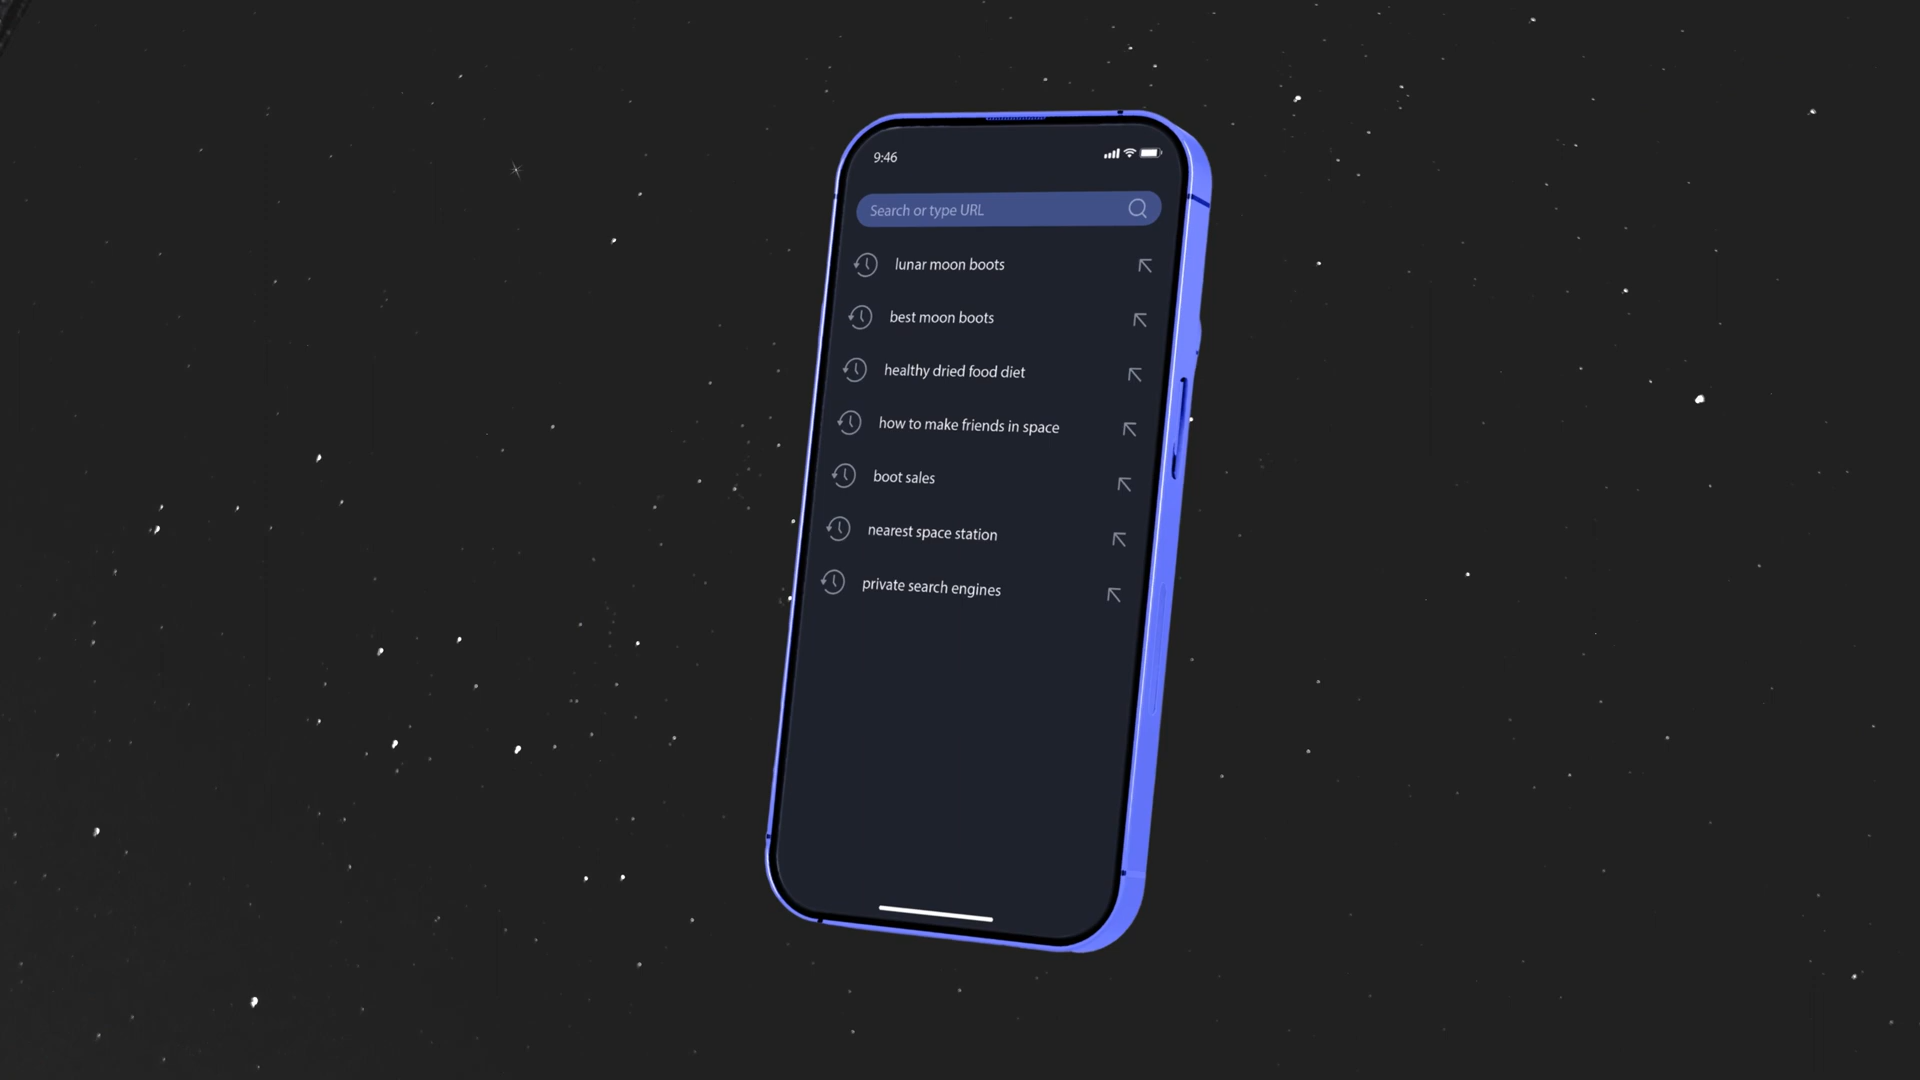 9:46
Search or type URL
lunar moon boots
best moon boots
healthy dried food diet
how to make friends in space
boot sales
nearest space station
private search engines